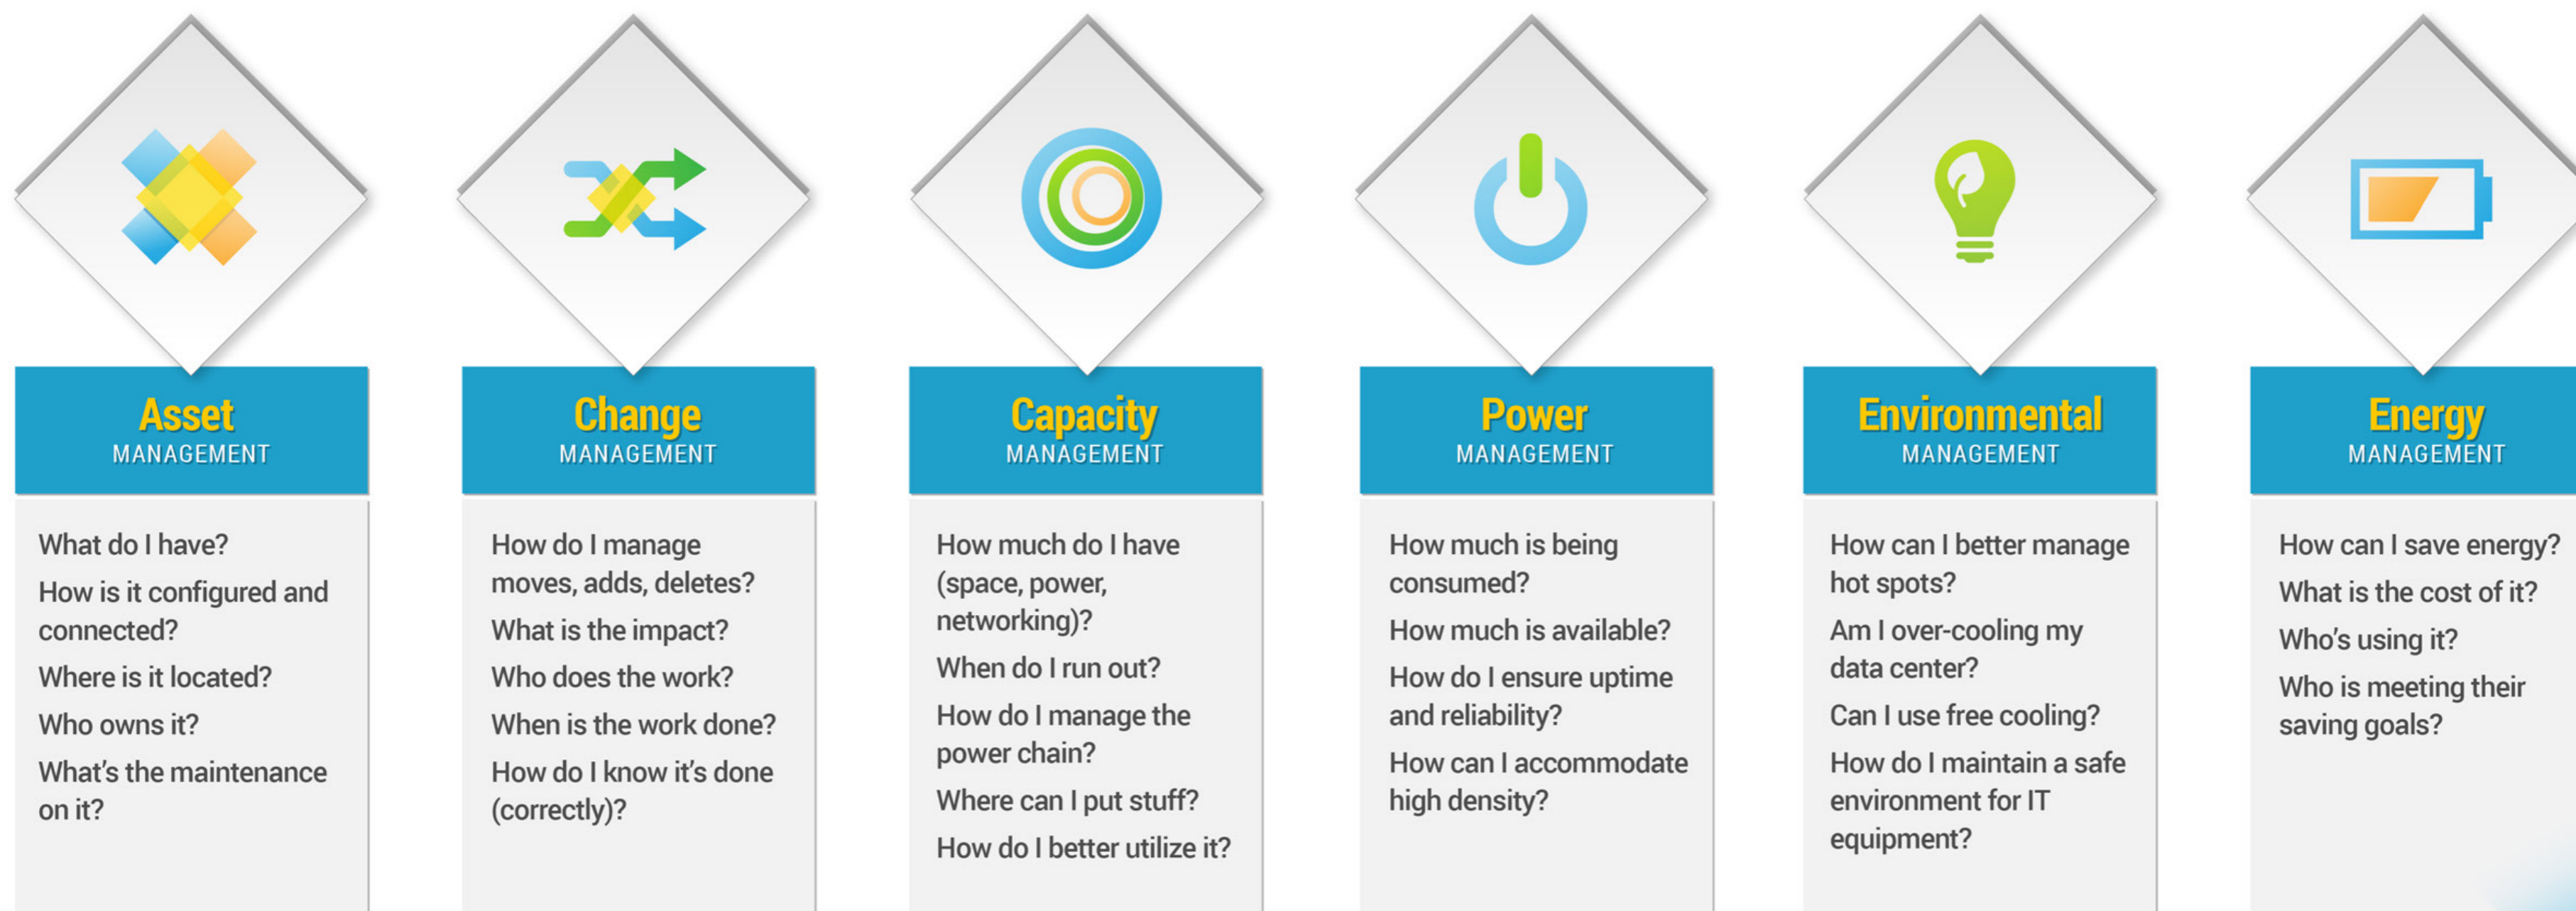 Asset
MANAGEMENT
What do I have?
How is it configured and
connected?
Where is it located?
Who owns it?
What's the maintenance
on it?
Change
MANAGEMENT
How do I manage
moves, adds, deletes?
What is the impact?
Who does the work?
When is the work done?
How do I know it's done
(correctly)?
Capacity
MANAGEMENT
How much do I have
(space, power,
networking)?
When do I run out?
How do I manage the
power chain?
Where can I put stuff?
How do I better utilize it?
Power
MANAGEMENT
How much is being
consumed?
How much is available?
How do I ensure uptime
and reliability?
How can I accommodate
high density?
Environmental
MANAGEMENT
How can I better manage
hot spots?
Am I over-cooling my
data center?
Can I use free cooling?
How do I maintain a safe
environment for IT
equipment?
Energy
MANAGEMENT
How can I save energy?
What is the cost of it?
Who's using it?
Who is meeting their
saving goals?